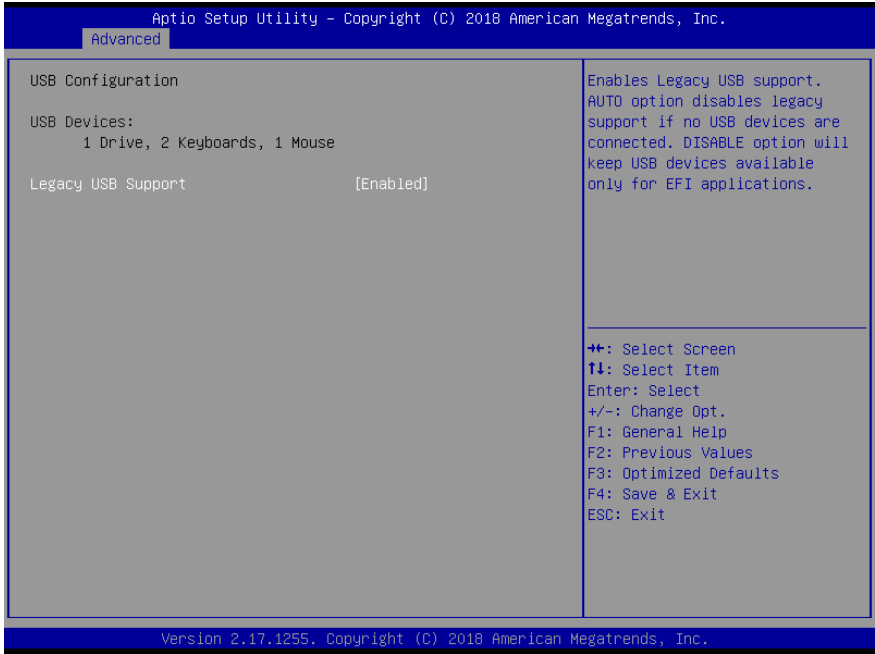 Aptio Setup Utility – Copyright (C) 2018 American Megatrends, Inc.
Advanced
USB Configuration
USB Devices:
1 Drive, 2 Keyboards, 1 Mouse
Legacy USB Support [Enabled]
Enables Legacy USB support.
AUTO option disables legacy
support if no USB devices are
connected. DISABLE option will
keep USB devices available
only for EFI applications.
→←: Select Screen
↑↓: Select Item
Enter: Select
+/-: Change Opt.
F1: General Help
F2: Previous Values
F3: Optimized Defaults
F4: Save & Exit
ESC: Exit
Version 2.17.1255. Copyright (C) 2018 American Megatrends, Inc.